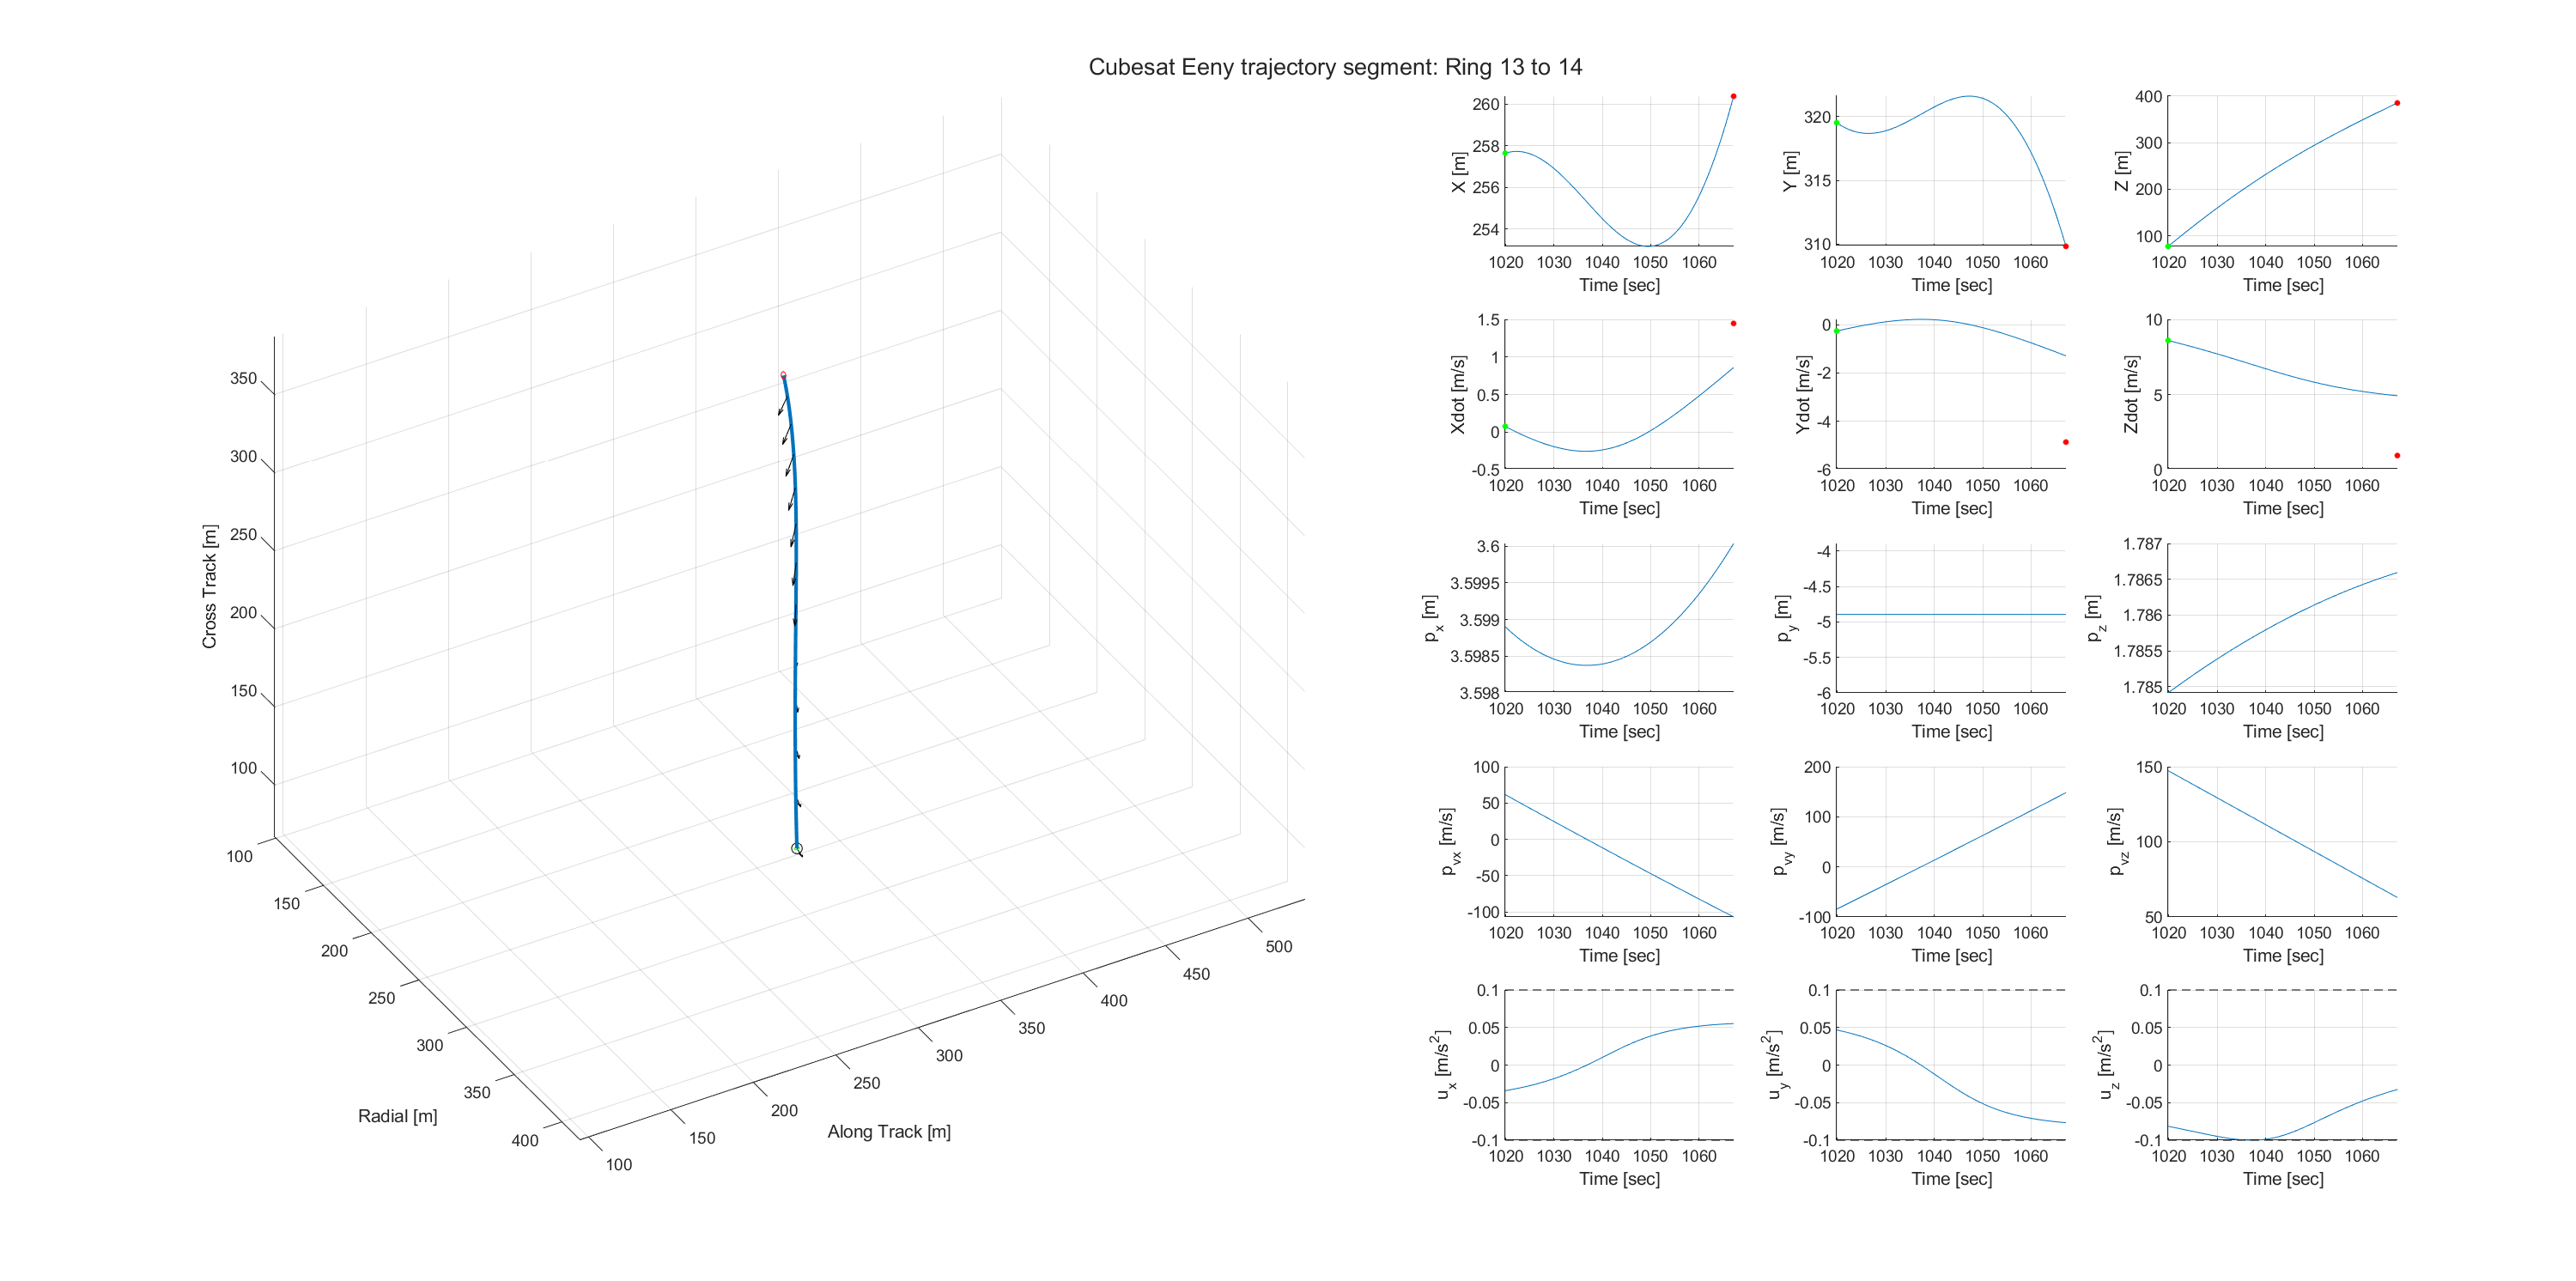 Cubesat Eeny trajectory segment: Ring 13 to 14
350
300
250
200
150
100
Cross Track [m]
100
150
200
250
300
350
400
Radial [m]
100
150
200
250
300
350
400
450
500
Along Track [m]
260
258
256
254
X [m]
1020 1030 1040 1050 1060
Time [sec]
320
315
310
Y [m]
1020 1030 1040 1050 1060
Time [sec]
400
300
200
100
Z [m]
1020 1030 1040 1050 1060
Time [sec]
1.5
1
0.5
0
-0.5
Xdot [m/s]
1020 1030 1040 1050 1060
Time [sec]
0
-2
-4
-6
Ydot [m/s]
1020 1030 1040 1050 1060
Time [sec]
10
5
0
Zdot [m/s]
1020 1030 1040 1050 1060
Time [sec]
3.6
3.5995
3.599
3.5985
3.598
p_x [m]
1020 1030 1040 1050 1060
Time [sec]
-4
-4.5
-5
-5.5
-6
p_y [m]
1020 1030 1040 1050 1060
Time [sec]
1.787
1.7865
1.786
1.7855
1.785
p_z [m]
1020 1030 1040 1050 1060
Time [sec]
100
50
0
-50
-100
p_vx [m/s]
1020 1030 1040 1050 1060
Time [sec]
200
100
0
-100
p_vy [m/s]
1020 1030 1040 1050 1060
Time [sec]
150
100
50
p_vz [m/s]
1020 1030 1040 1050 1060
Time [sec]
0.1
0.05
0
-0.05
-0.1
u_x [m/s²]
1020 1030 1040 1050 1060
Time [sec]
0.1
0.05
0
-0.05
-0.1
u_y [m/s²]
1020 1030 1040 1050 1060
Time [sec]
0.1
0.05
0
-0.05
-0.1
u_z [m/s²]
1020 1030 1040 1050 1060
Time [sec]